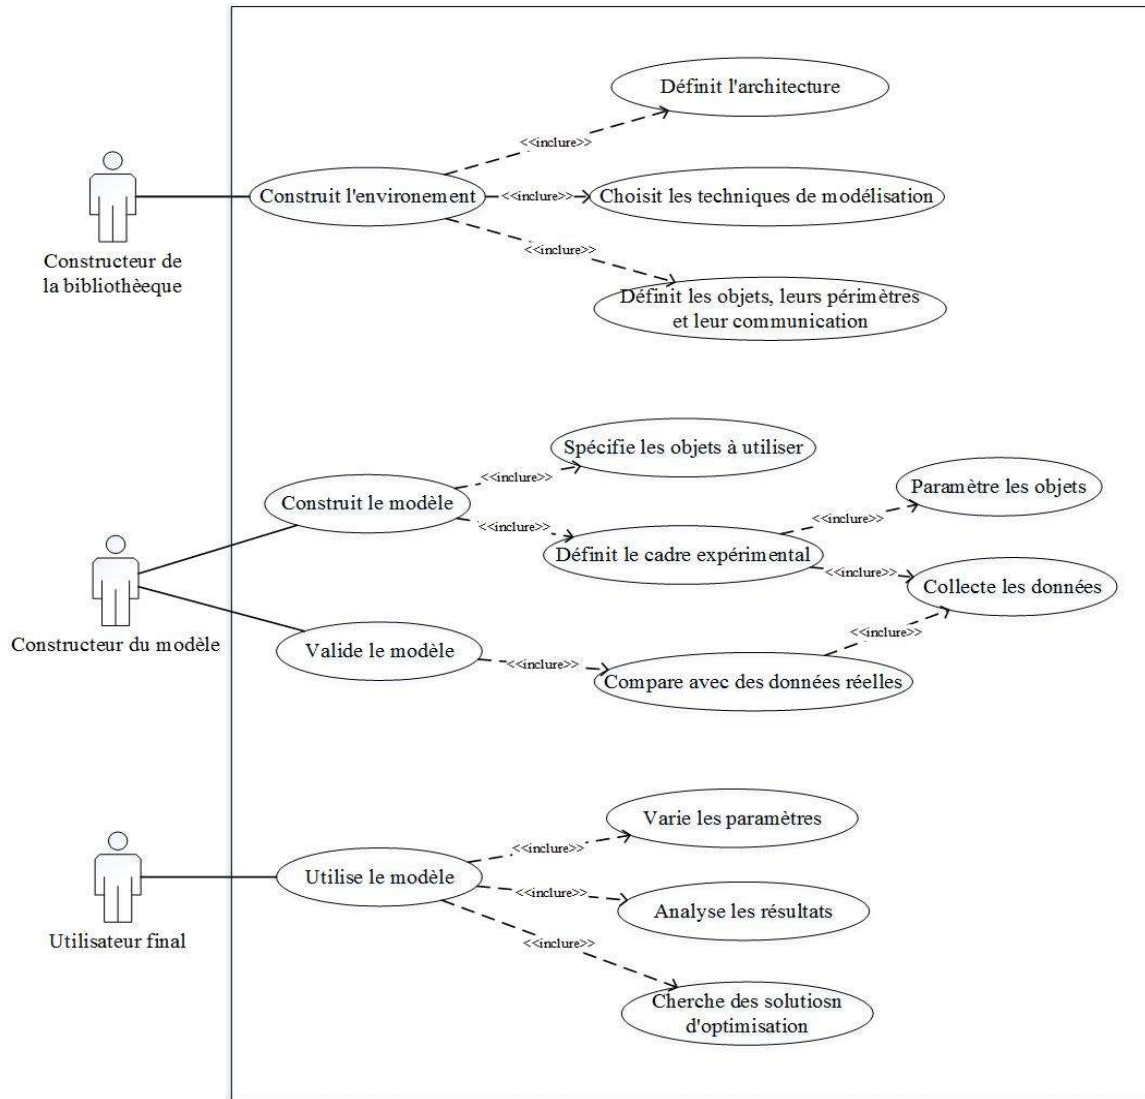 Définit l'architecture
<<inclure>>
Construit l'environement
<<inclure>>
Choisit les techniques de modélisation
<<inclure>>
Constructeur de
la bibliothèeque
Définit les objets, leurs périmètres
et leur communication
Spécifie les objets à utiliser
<<inclure>>
Construit le modèle
Paramètre les objets
<<inclure>>
<<inclure>>
Définit le cadre expérimental
<<inclure>>
Collecte les données
Constructeur du modèle
<<inclure>>
Valide le modèle
<<inclure>>
Compare avec des données réelles
Varie les paramètres
<<inclure>>
Utilise le modèle
<<inclure>>
Analyse les résultats
Utilisateur final
<<inclure>>
Cherche des solutiosn
d'optimisation